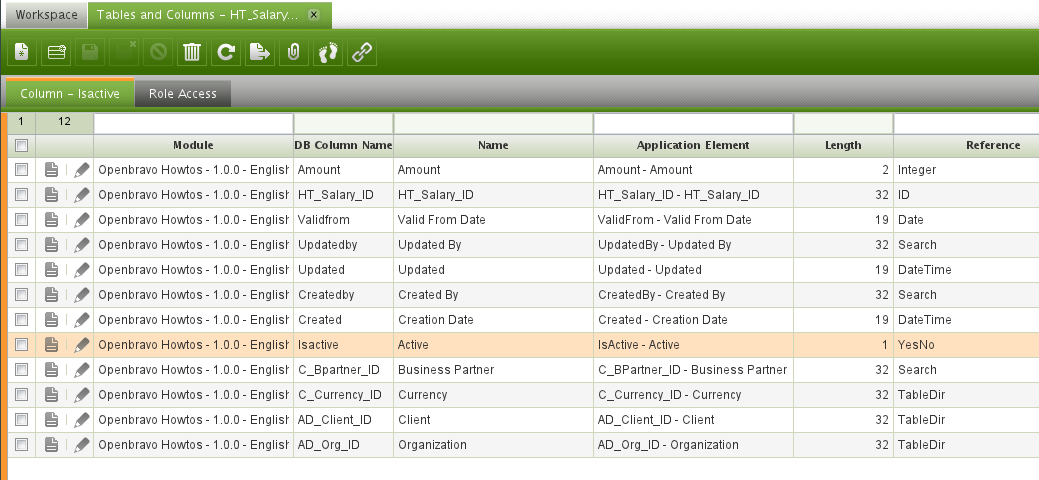 Workspace Tables and Columns - HT_Salary... x
Column - Isactive Role Access
1 12
Module DB Column Name Name Application Element Length Reference
Openbravo Howtos - 1.0.0 - English Amount Amount Amount - Amount 2 Integer
Openbravo Howtos - 1.0.0 - English HT_Salary_ID HT_Salary_ID HT_Salary_ID - HT_Salary_ID 32 ID
Openbravo Howtos - 1.0.0 - English Validfrom Valid From Date ValidFrom - Valid From Date 19 Date
Openbravo Howtos - 1.0.0 - English Updatedby Updated By UpdatedBy - Updated By 32 Search
Openbravo Howtos - 1.0.0 - English Updated Updated Updated - Updated 19 DateTime
Openbravo Howtos - 1.0.0 - English Createdby Created By CreatedBy - Created By 32 Search
Openbravo Howtos - 1.0.0 - English Created Creation Date Created - Creation Date 19 DateTime
Openbravo Howtos - 1.0.0 - English Isactive Active IsActive - Active 1 YesNo
Openbravo Howtos - 1.0.0 - English C_Bpartner_ID Business Partner C_BPartner_ID - Business Partner 32 Search
Openbravo Howtos - 1.0.0 - English C_Currency_ID Currency C_Currency_ID - Currency 32 TableDir
Openbravo Howtos - 1.0.0 - English AD_Client_ID Client AD_Client_ID - Client 32 TableDir
Openbravo Howtos - 1.0.0 - English AD_Org_ID Organization AD_Org_ID - Organization 32 TableDir